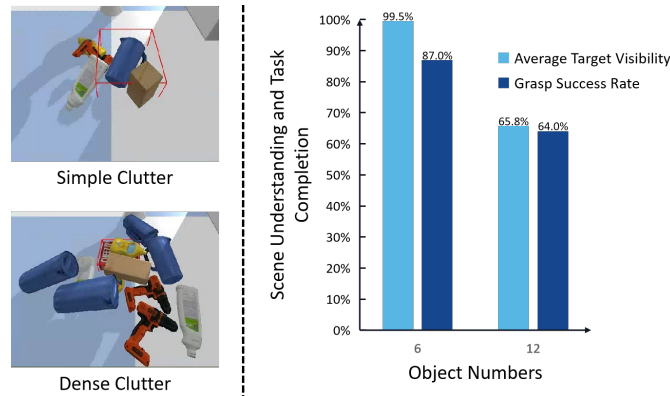 Simple Clutter
Dense Clutter
Scene Understanding and Task
Completion
100%
90%
80%
70%
60%
50%
40%
30%
20%
10%
0%
99.5%
87.0%
65.8%
64.0%
Average Target Visibility
Grasp Success Rate
6
12
Object Numbers